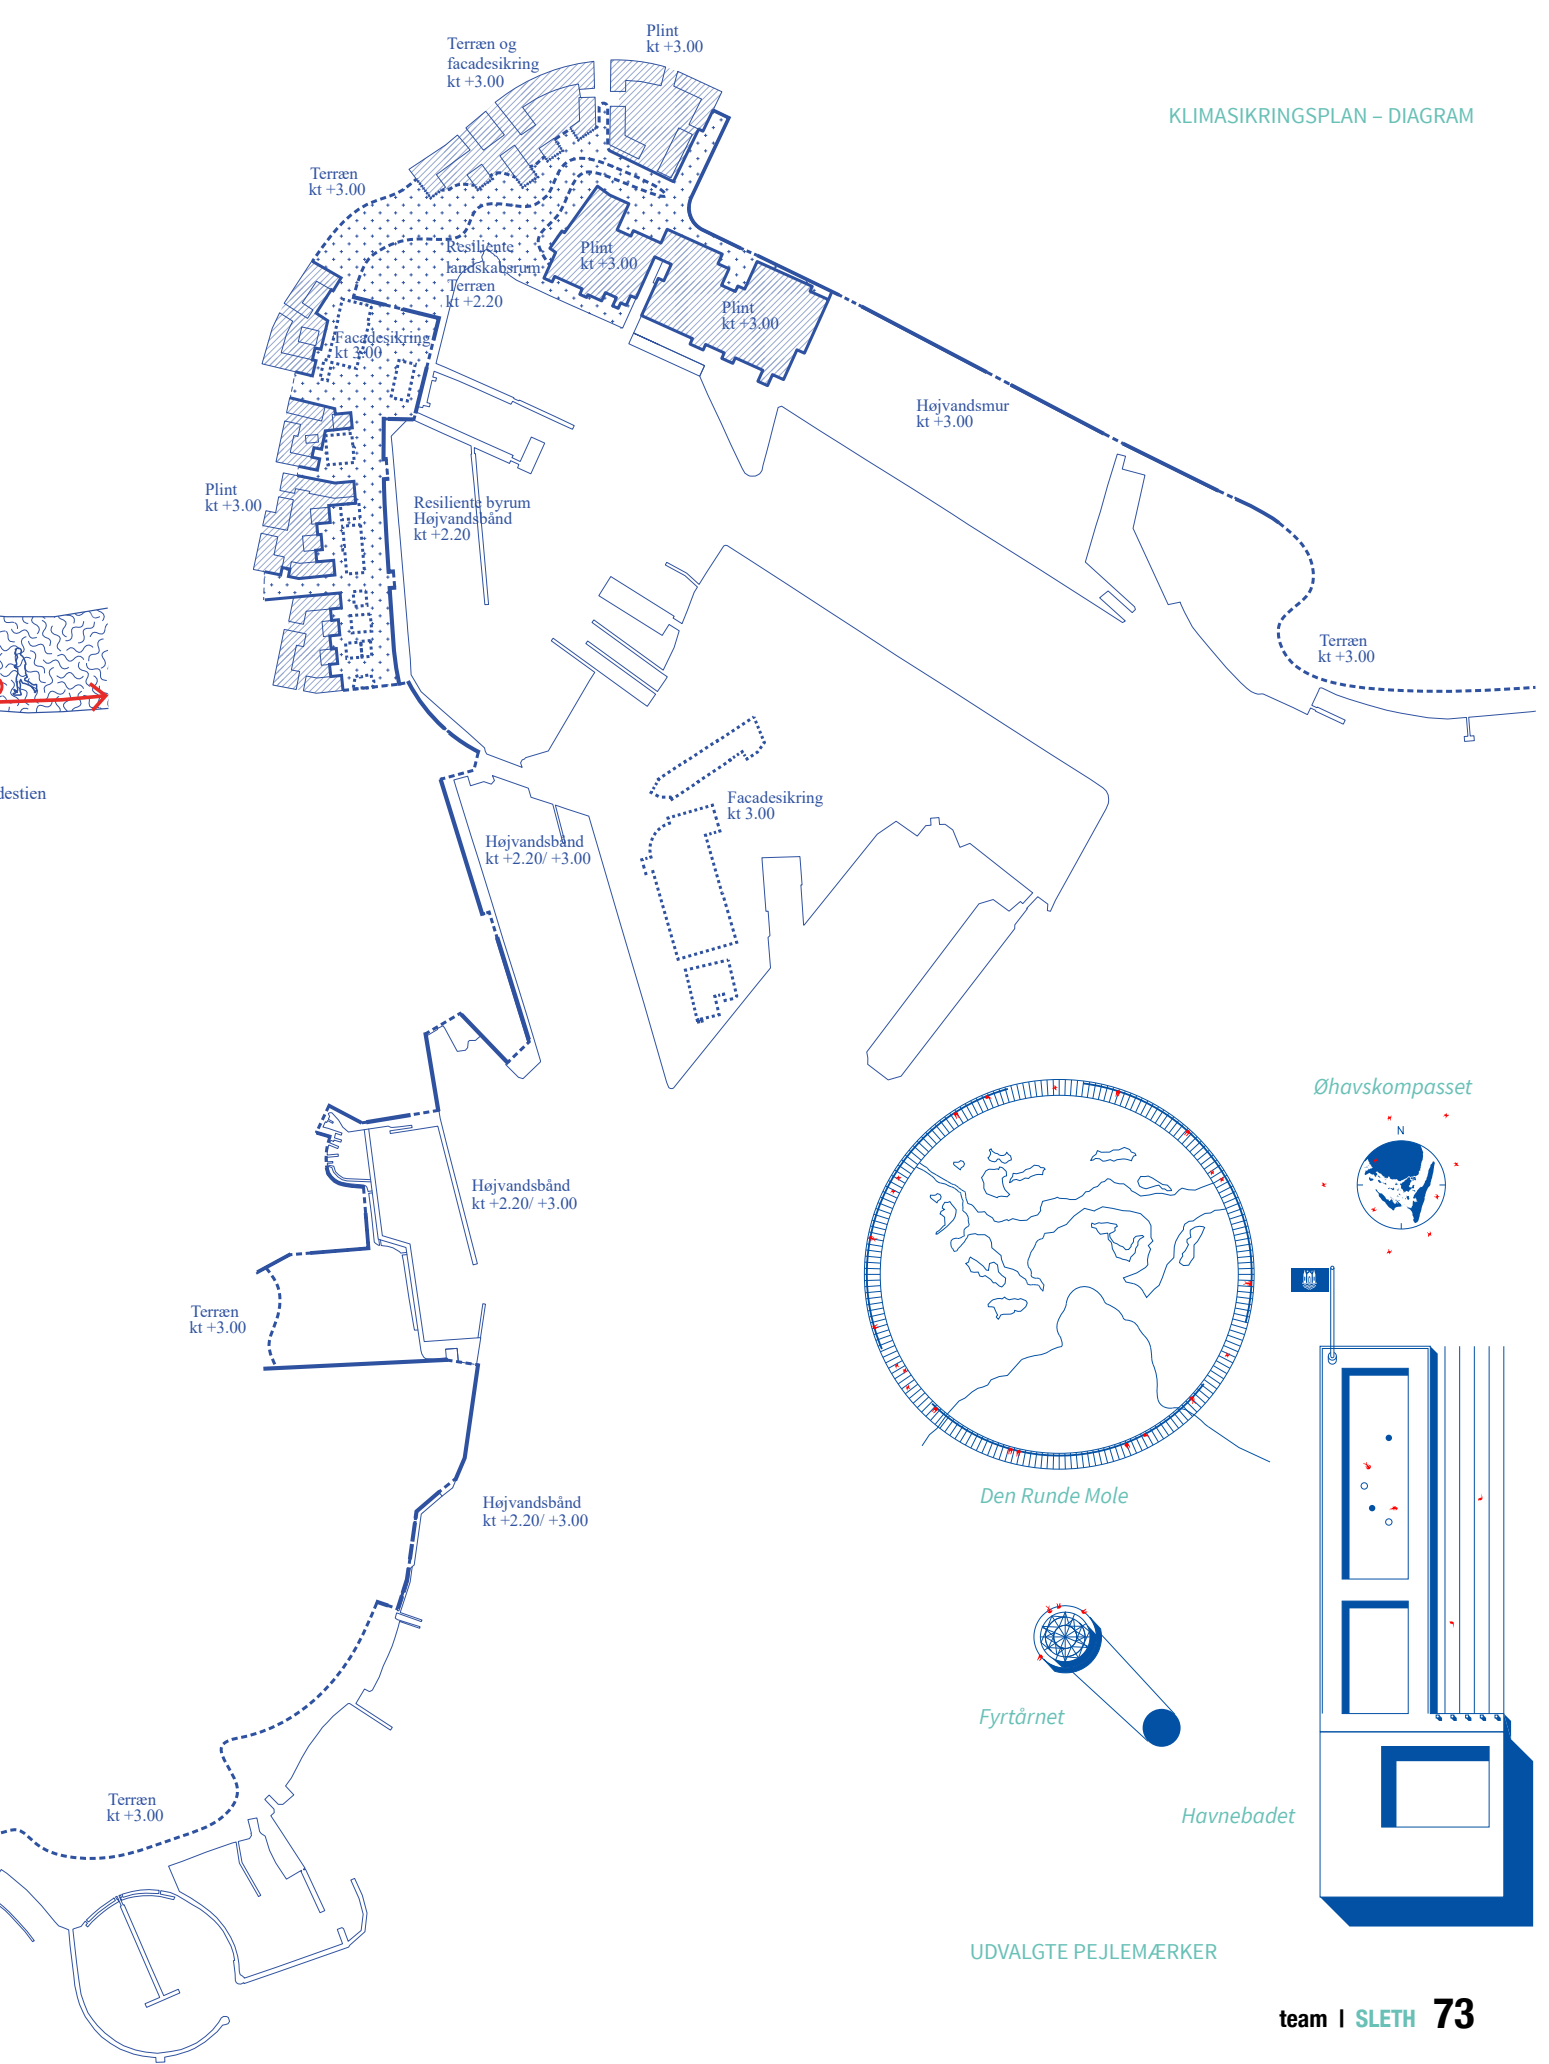 Plint
kt +3.00
Terræn og
facadesikring
kt +3.00
KLIMASIKRINGSPLAN – DIAGRAM
Terræn
kt +3.00
Resiliente
landskabsrum
Terræn
kt +2.20
Plint
kt +3.00
Plint
kt +3.00
Facadesikring
kt 3.00
Højvandsmur
kt +3.00
Plint
kt +3.00
Resiliente byrum
Højvandsbånd
kt +2.20
Terræn
kt +3.00
destien
Facadesikring
kt 3.00
Højvandsbånd
kt +2.20/ +3.00
Øhavskompasset
N
Højvandsbånd
kt +2.20/ +3.00
Terræn
kt +3.00
Den Runde Mole
Højvandsbånd
kt +2.20/ +3.00
Fyrtårnet
Terræn
kt +3.00
Havnebadet
UDVALGTE PEJLEMÆRKER
team | SLETH 73